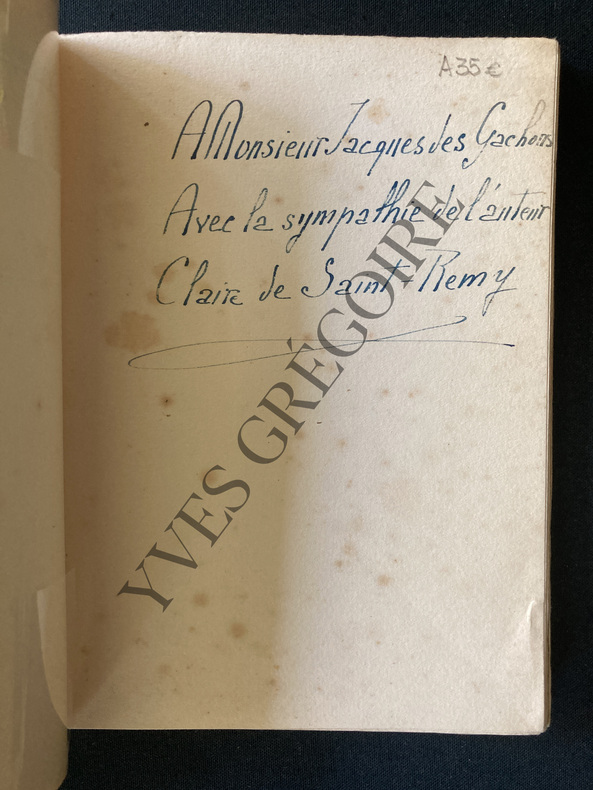 A35€
A Monsieur Jacques des Gachons
Avec la sympathie de l'auteur
Claire de Saint-Remy
YVES GRÉGOIRE